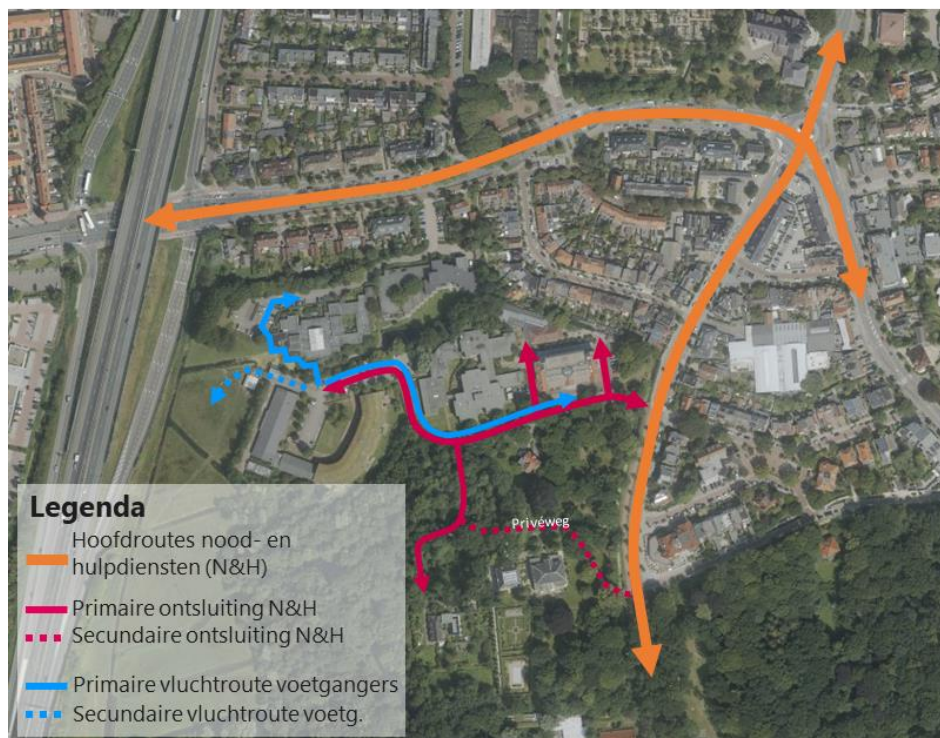 Privéweg
Legenda
Hoofdroutes nood- en
hulpdiensten (N&H)
Primaire ontsluiting N&H
Secundaire ontsluiting N&H
Primaire vluchtroute voetgangers
Secundaire vluchtroute voetg.